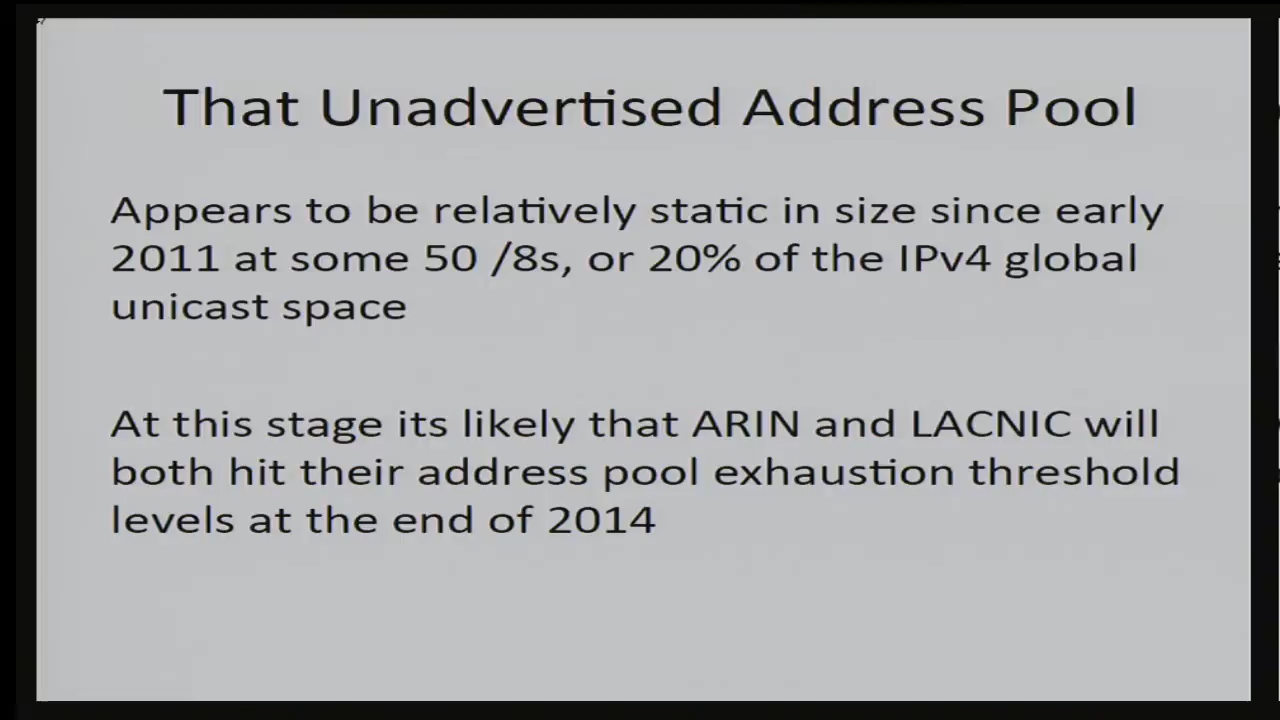 That Unadvertised Address Pool
Appears to be relatively static in size since early
2011 at some 50 /8s, or 20% of the IPv4 global
unicast space
At this stage its likely that ARIN and LACNIC will
both hit their address pool exhaustion threshold
levels at the end of 2014